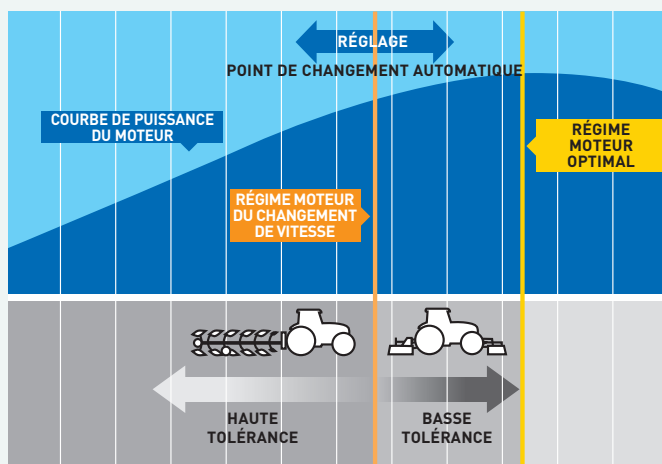 RÉGLAGE
POINT DE CHANGEMENT AUTOMATIQUE
COURBE DE PUISSANCE
DU MOTEUR
RÉGIME
MOTEUR
OPTIMAL
RÉGIME MOTEUR
DU CHANGEMENT
DE VITESSE
HAUTE
TOLÉRANCE
BASSE
TOLÉRANCE